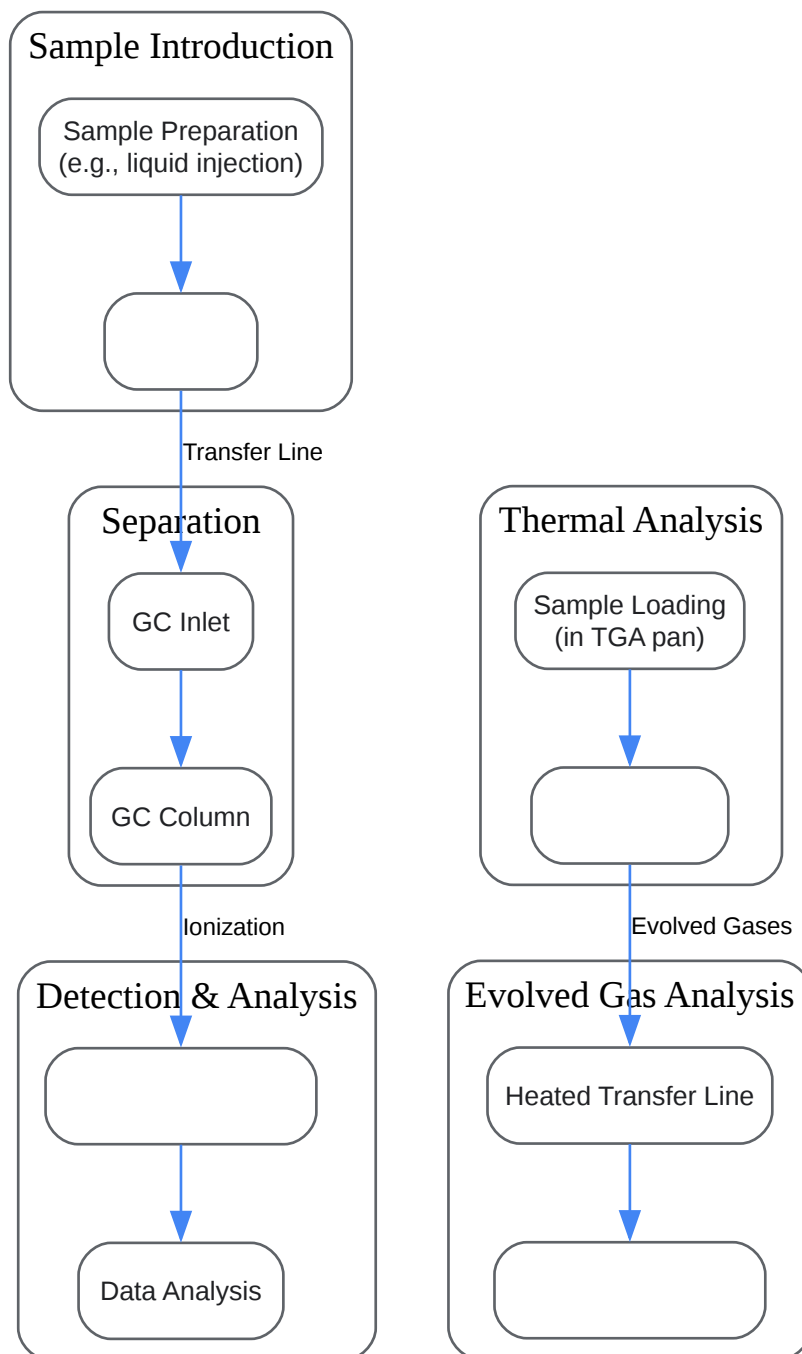 Sample Introduction
Sample Preparation
(e.g., liquid injection)
Transfer Line
Separation
GC Inlet
GC Column
Ionization
Detection & Analysis
Data Analysis
Thermal Analysis
Sample Loading
(in TGA pan)
Evolved Gases
Evolved Gas Analysis
Heated Transfer Line